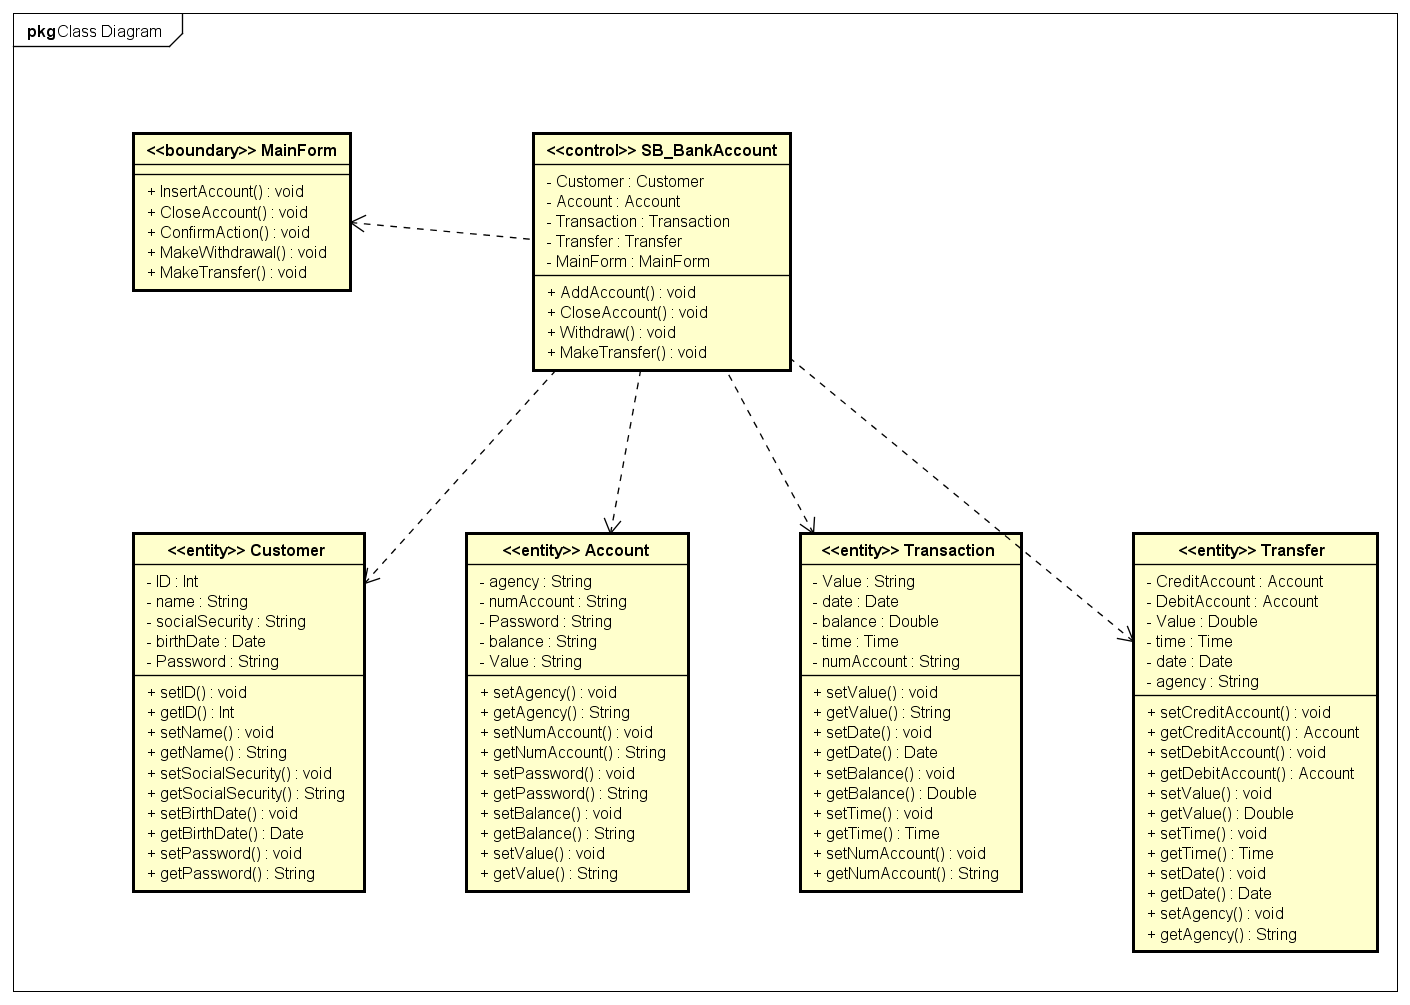 pkg Class Diagram
<<boundary>> MainForm
+ InsertAccount() : void
+ CloseAccount() : void
+ ConfirmAction() : void
+ MakeWithdrawal() : void
+ MakeTransfer() : void
<<control>> SB_BankAccount
- Customer : Customer
- Account : Account
- Transaction : Transaction
- Transfer : Transfer
- MainForm : MainForm
+ AddAccount() : void
+ CloseAccount() : void
+ Withdraw() : void
+ MakeTransfer() : void
<<entity>> Customer
- ID : Int
- name : String
- socialSecurity : String
- birthDate : Date
- Password : String
+ setID() : void
+ getID() : Int
+ setName() : void
+ getName() : String
+ setSocialSecurity() : void
+ getSocialSecurity() : String
+ setBirthDate() : void
+ getBirthDate() : Date
+ setPassword() : void
+ getPassword() : String
<<entity>> Account
- agency : String
- numAccount : String
- Password : String
- balance : String
- Value : String
+ setAgency() : void
+ getAgency() : String
+ setNumAccount() : void
+ getNumAccount() : String
+ setPassword() : void
+ getPassword() : String
+ setBalance() : void
+ getBalance() : String
+ setValue() : void
+ getValue() : String
<<entity>> Transaction
- Value : String
- date : Date
- balance : Double
- time : Time
- numAccount : String
+ setValue() : void
+ getValue() : String
+ setDate() : void
+ getDate() : Date
+ setBalance() : void
+ getBalance() : Double
+ setTime() : void
+ getTime() : Time
+ setNumAccount() : void
+ getNumAccount() : String
<<entity>> Transfer
- CreditAccount : Account
- DebitAccount : Account
- Value : Double
- time : Time
- date : Date
- agency : String
+ setCreditAccount() : void
+ getCreditAccount() : Account
+ setDebitAccount() : void
+ getDebitAccount() : Account
+ setValue() : void
+ getValue() : Double
+ setTime() : void
+ getTime() : Time
+ setDate() : void
+ getDate() : Date
+ setAgency() : void
+ getAgency() : String